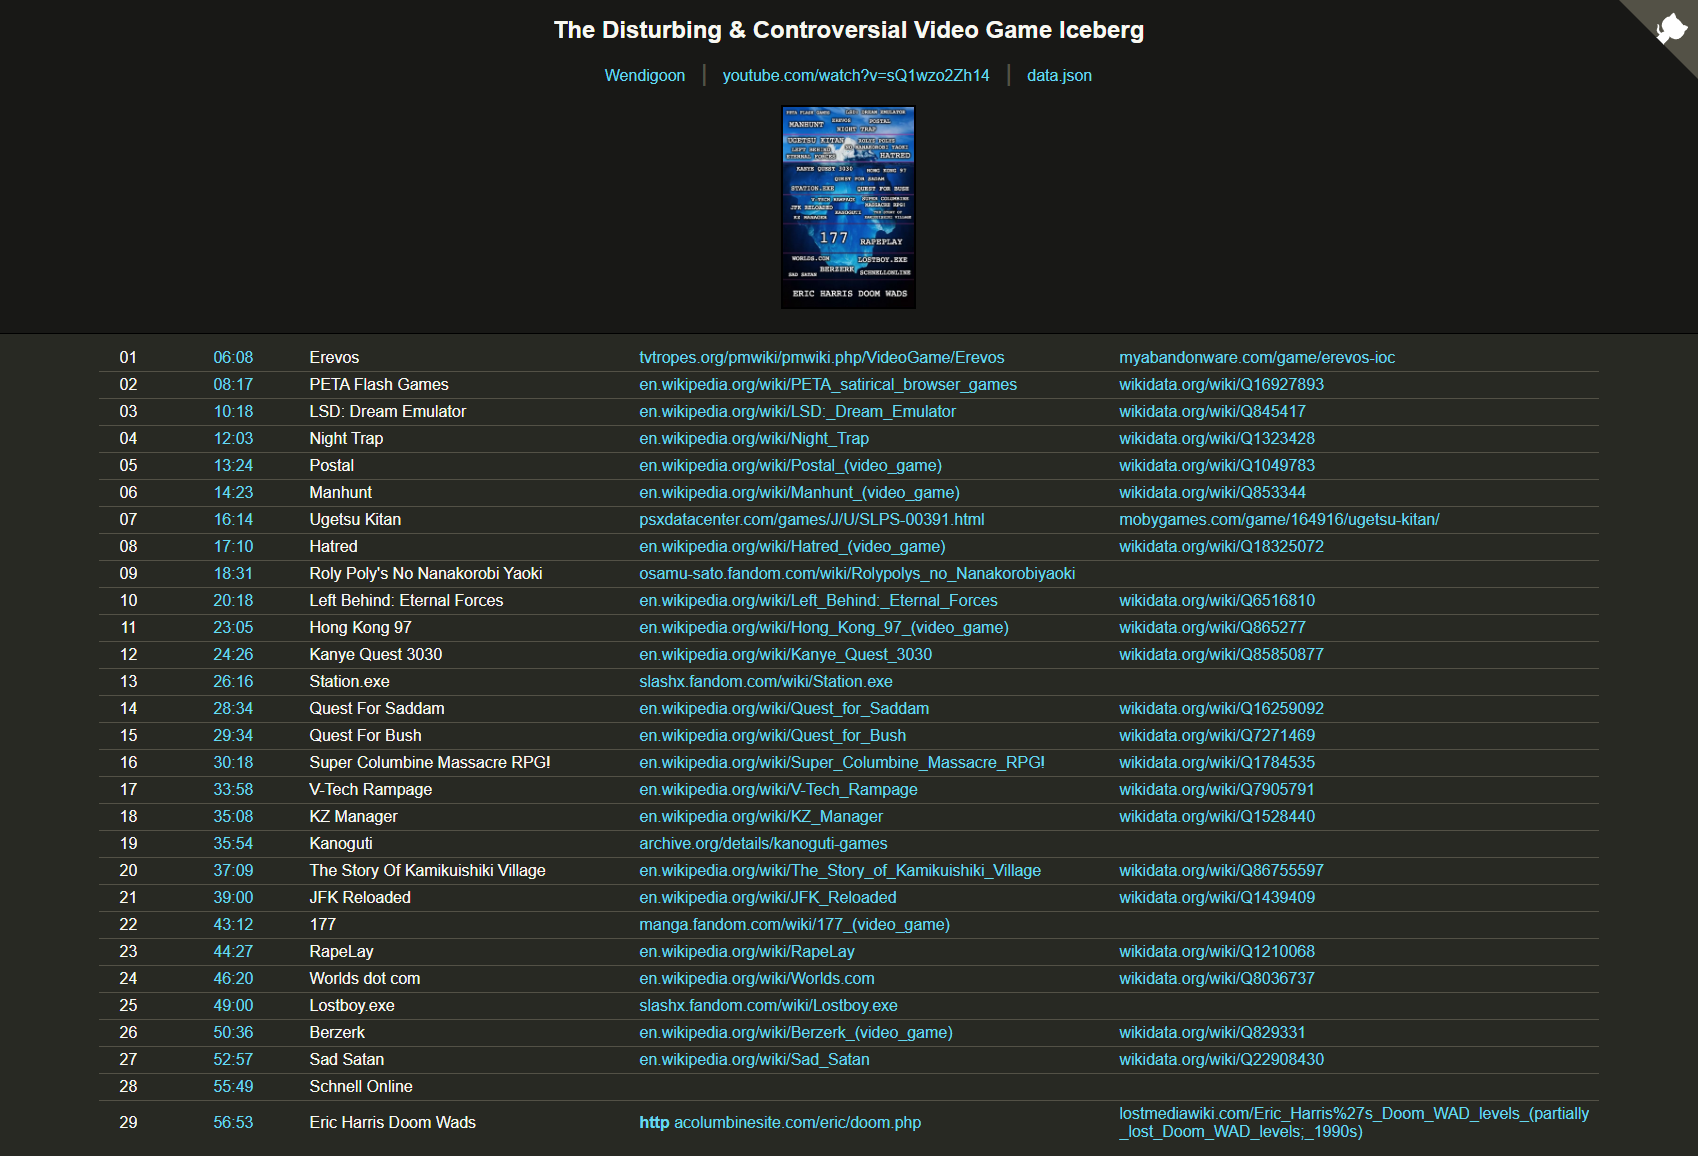 The Disturbing & Controversial Video Game Iceberg
Wendigoon | youtube.com/watch?v=sQ1wzo2Zh14 | data.json
PETA FLASH GAMES LSD: DREAM EMULATOR
MANHUNT EREVOS POSTAL
NIGHT TRAP
UGETSU KITAN ROLYS POLYS
LEFT BEHIND NO NANAKOROBI YAOKI
ETERNAL FORCES HATRED
KANYE QUEST 3030 HONG KONG 97
QUEST FOR SADAM
STATION.EXE QUEST FOR BUSH
V-TECH RAMPAGE SUPER COLUMBINE
JFK RELOADED MASSACRE RPG!
KZ MANAGER KANOGUTI THE STORY OF
KAMIKUISHIKI VILLAGE
177 RAPEPLAY
WORLDS.COM LOSTBOY.EXE
SAD SATAN BERZERK SCHNELLONLINE
ERIC HARRIS DOOM WADS
01 06:08 Erevos tvtropes.org/pmwiki/pmwiki.php/VideoGame/Erevos myabandonware.com/game/erevos-ioc
02 08:17 PETA Flash Games en.wikipedia.org/wiki/PETA_satirical_browser_games wikidata.org/wiki/Q16927893
03 10:18 LSD: Dream Emulator en.wikipedia.org/wiki/LSD:_Dream_Emulator wikidata.org/wiki/Q845417
04 12:03 Night Trap en.wikipedia.org/wiki/Night_Trap wikidata.org/wiki/Q1323428
05 13:24 Postal en.wikipedia.org/wiki/Postal_(video_game) wikidata.org/wiki/Q1049783
06 14:23 Manhunt en.wikipedia.org/wiki/Manhunt_(video_game) wikidata.org/wiki/Q853344
07 16:14 Ugetsu Kitan psxdatacenter.com/games/J/U/SLPS-00391.html mobygames.com/game/164916/ugetsu-kitan/
08 17:10 Hatred en.wikipedia.org/wiki/Hatred_(video_game) wikidata.org/wiki/Q18325072
09 18:31 Roly Poly's No Nanakorobi Yaoki osamu-sato.fandom.com/wiki/Rolypolys_no_Nanakorobiyaoki
10 20:18 Left Behind: Eternal Forces en.wikipedia.org/wiki/Left_Behind:_Eternal_Forces wikidata.org/wiki/Q6516810
11 23:05 Hong Kong 97 en.wikipedia.org/wiki/Hong_Kong_97_(video_game) wikidata.org/wiki/Q865277
12 24:26 Kanye Quest 3030 en.wikipedia.org/wiki/Kanye_Quest_3030 wikidata.org/wiki/Q85850877
13 26:16 Station.exe slashx.fandom.com/wiki/Station.exe
14 28:34 Quest For Saddam en.wikipedia.org/wiki/Quest_for_Saddam wikidata.org/wiki/Q16259092
15 29:34 Quest For Bush en.wikipedia.org/wiki/Quest_for_Bush wikidata.org/wiki/Q7271469
16 30:18 Super Columbine Massacre RPG! en.wikipedia.org/wiki/Super_Columbine_Massacre_RPG! wikidata.org/wiki/Q1784535
17 33:58 V-Tech Rampage en.wikipedia.org/wiki/V-Tech_Rampage wikidata.org/wiki/Q7905791
18 35:08 KZ Manager en.wikipedia.org/wiki/KZ_Manager wikidata.org/wiki/Q1528440
19 35:54 Kanoguti archive.org/details/kanoguti-games
20 37:09 The Story Of Kamikuishiki Village en.wikipedia.org/wiki/The_Story_of_Kamikuishiki_Village wikidata.org/wiki/Q86755597
21 39:00 JFK Reloaded en.wikipedia.org/wiki/JFK_Reloaded wikidata.org/wiki/Q1439409
22 43:12 177 manga.fandom.com/wiki/177_(video_game)
23 44:27 RapeLay en.wikipedia.org/wiki/RapeLay wikidata.org/wiki/Q1210068
24 46:20 Worlds dot com en.wikipedia.org/wiki/Worlds.com wikidata.org/wiki/Q8036737
25 49:00 Lostboy.exe slashx.fandom.com/wiki/Lostboy.exe
26 50:36 Berzerk en.wikipedia.org/wiki/Berzerk_(video_game) wikidata.org/wiki/Q829331
27 52:57 Sad Satan en.wikipedia.org/wiki/Sad_Satan wikidata.org/wiki/Q22908430
28 55:49 Schnell Online
29 56:53 Eric Harris Doom Wads http acolumbinesite.com/eric/doom.php lostmediawiki.com/Eric_Harris%27s_Doom_WAD_levels_(partially
_lost_Doom_WAD_levels;_1990s)